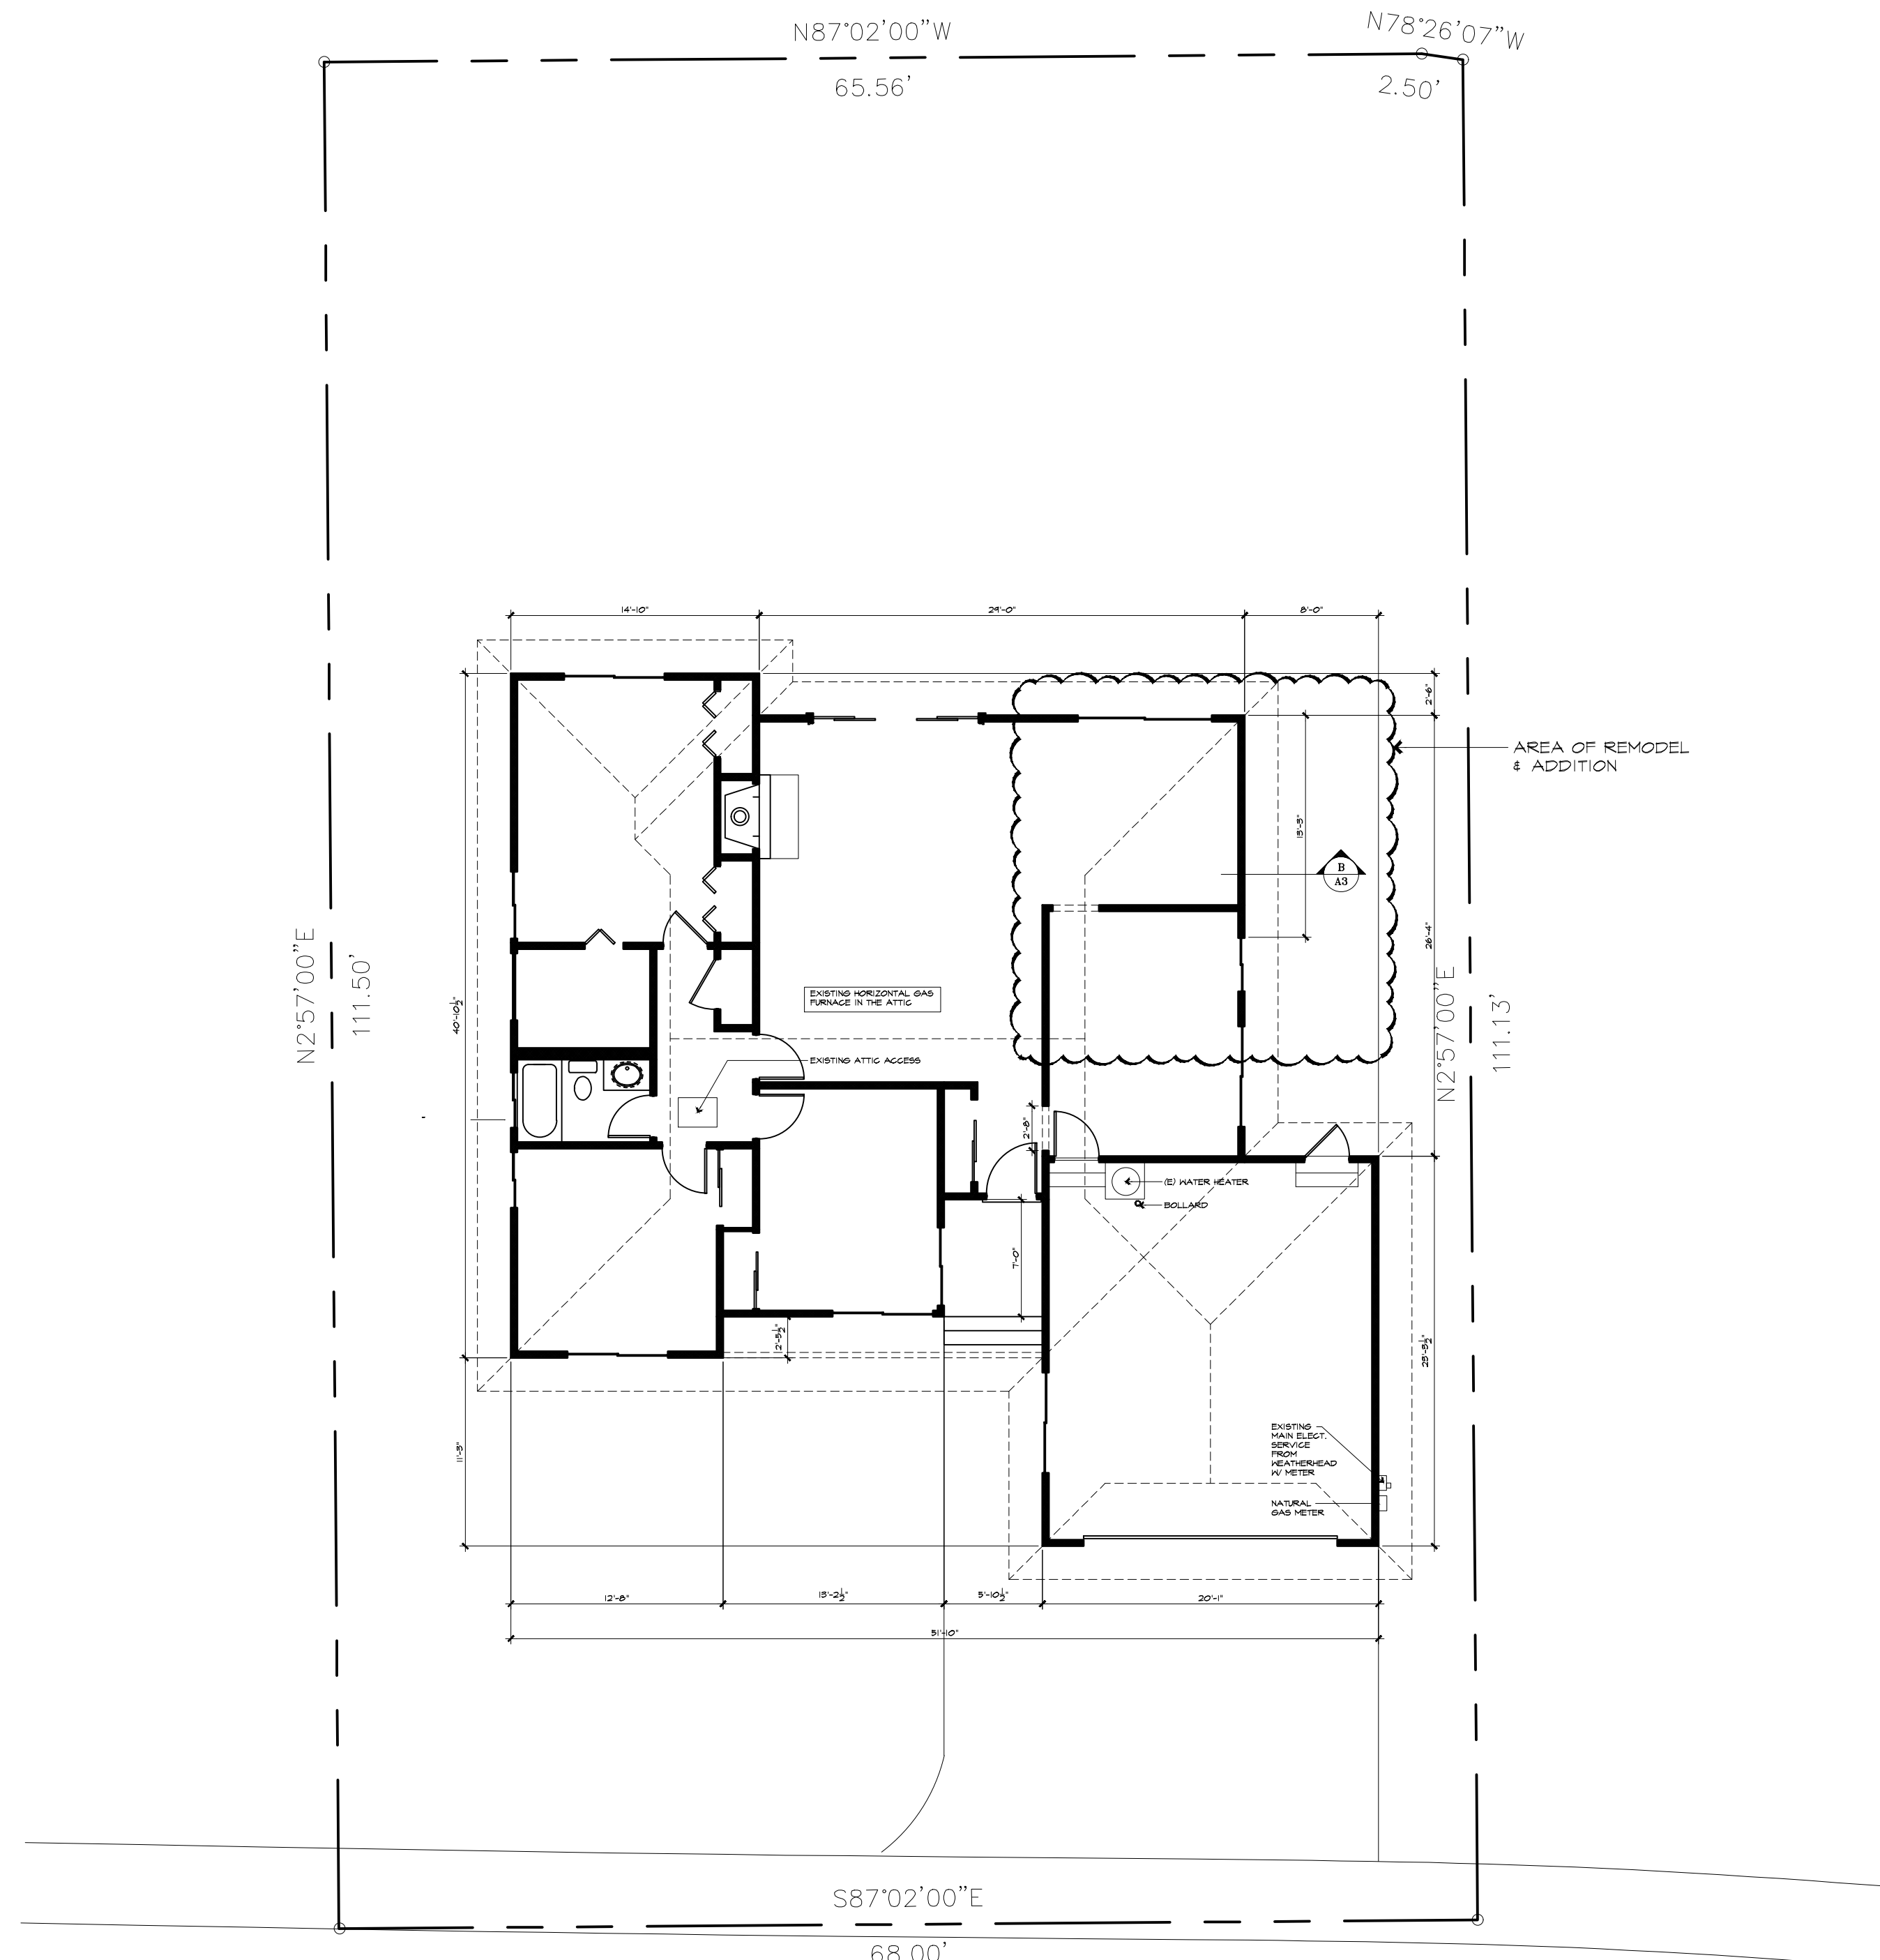 N87°02'00"W
N78°26'07"W
65.56'
2.50'
14'-10"
29'-0"
8'-0"
2'-6"
AREA OF REMODEL
& ADDITION
13'-3"
B
A3
26'-4"
N2°57'00"E
111.50'
40'-10½"
EXISTING HORIZONTAL GAS
FURNACE IN THE ATTIC
N2°57'00"E
111.13'
EXISTING ATTIC ACCESS
2'-8"
(E) WATER HEATER
BOLLARD
7'-0"
2'-5½"
23'-3½"
11'-3"
EXISTING
MAIN ELECT.
SERVICE
FROM
WEATHERHEAD
W/ METER
NATURAL
GAS METER
12'-8"
13'-2½"
5'-10½"
20'-1"
51'-10"
S87°02'00"E
68.00'